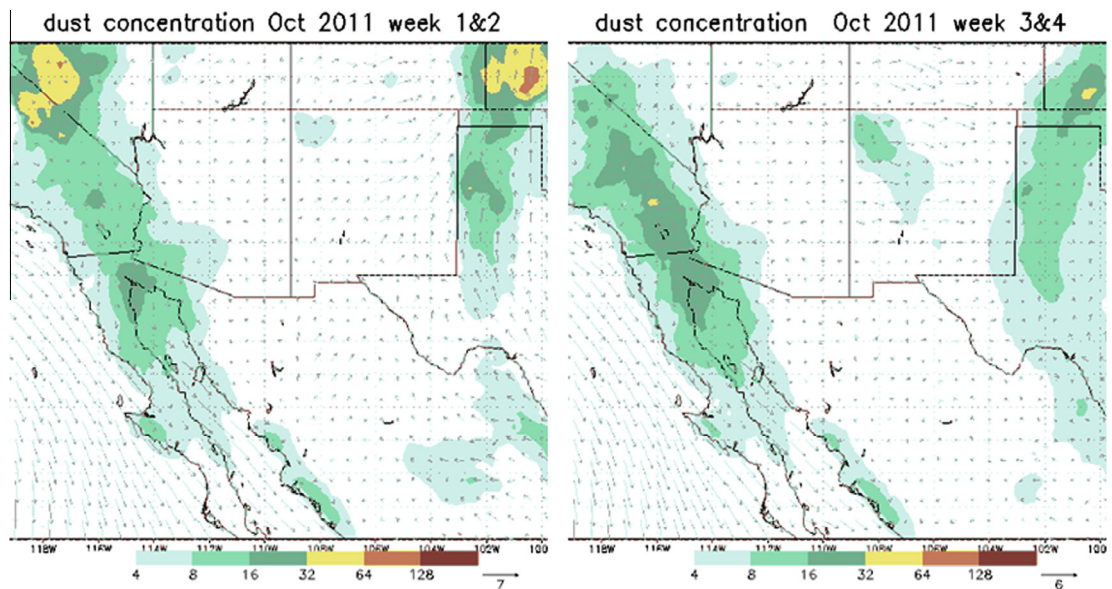 dust concentration Oct 2011 week 1&2
dust concentration Oct 2011 week 3&4
118W 116W 114W 112W 110W 108W 106W 104W 102W 100
118W 116W 114W 112W 110W 108W 106W 104W 102W 100
4 8 16 32 64 128
7
4 8 16 32 64 128
6